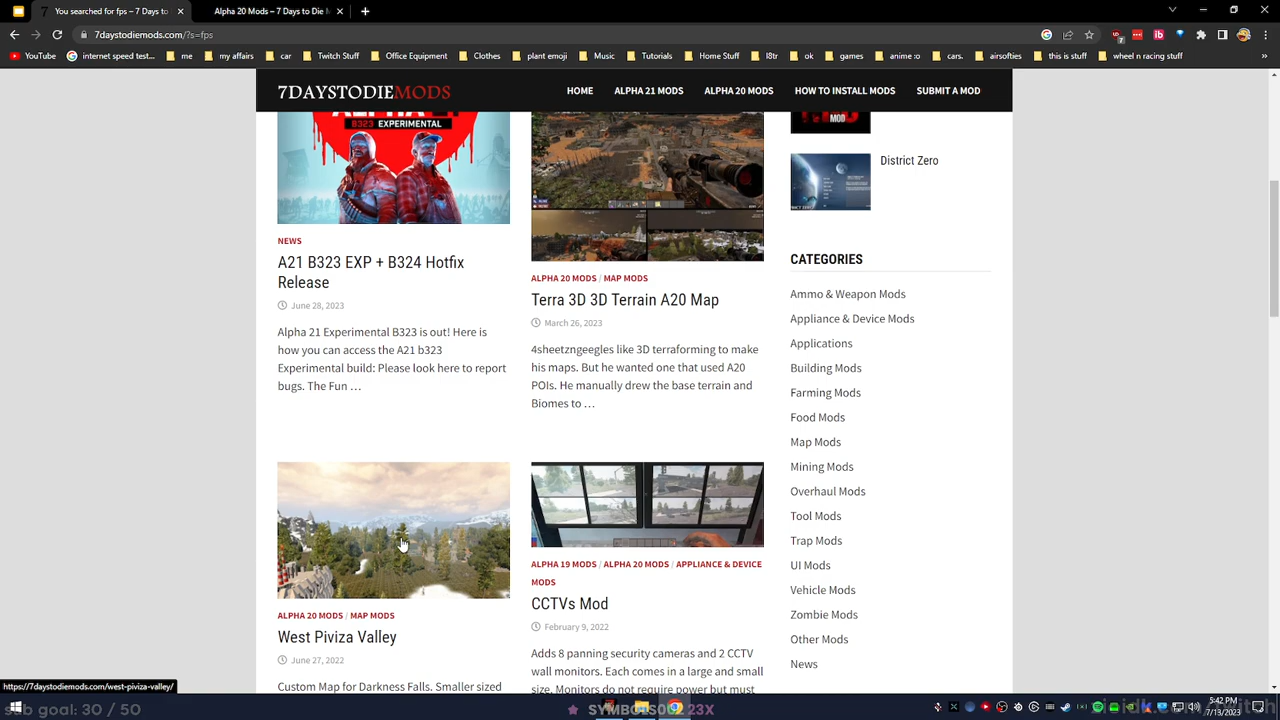 You searched for fps – 7 Days to
Alpha 20 Mods – 7 Days to Die M
7daystodiemods.com/?s=fps
YouTube
internet speed test...
me
art
car
Tutorials
stuff
Office Equipment
Clothes
plant emoji
Music
Tutorials
Home Stuff
l8tr
games
anime :o
cars.
airsofties
this is stuff
wheel n racing stuff
7DAYSTODIEMODS
HOME
ALPHA 21 MODS
ALPHA 20 MODS
HOW TO INSTALL MODS
SUBMIT A MOD
B323 EXPERIMENTAL
MOD
District Zero
NEWS
A21 B323 EXP + B324 Hotfix
Release
June 28, 2023
Alpha 21 Experimental B323 is out! Here is
how you can access the A21 b323
Experimental build: Please look here to report
bugs. The Fun …
ALPHA 20 MODS / MAP MODS
Terra 3D 3D Terrain A20 Map
March 26, 2023
4sheetzngeegles like 3D terraforming to make
his maps. But he wanted one that used A20
POIs. He manually drew the base terrain and
Biomes to …
CATEGORIES
Ammo & Weapon Mods
Appliance & Device Mods
Applications
Building Mods
Farming Mods
Food Mods
Map Mods
Mining Mods
Overhaul Mods
Tool Mods
Trap Mods
UI Mods
Vehicle Mods
Zombie Mods
Other Mods
News
ALPHA 20 MODS / MAP MODS
West Piviza Valley
June 27, 2022
Custom Map for Darkness Falls. Smaller sized
ALPHA 19 MODS / ALPHA 20 MODS / APPLIANCE & DEVICE
MODS
CCTVs Mod
February 9, 2022
Adds 8 panning security cameras and 2 CCTV
wall monitors. Each comes in a large and small
size. Monitors do not require power but must
https://7daystodiemods.com/west-piviza-valley/
sub goal: 30 / 50
5:42 PM
7/13/2023